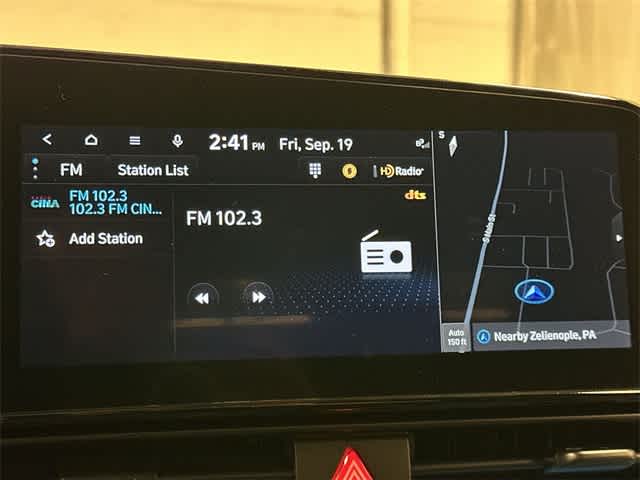 2:41 PM Fri., Sep. 19
FM Station List
HD Radio
CINA FM 102.3
102.3 FM CIN...
Add Station
dts
FM 102.3
S
S Main St
Auto
150 ft
Nearby Zelienople, PA